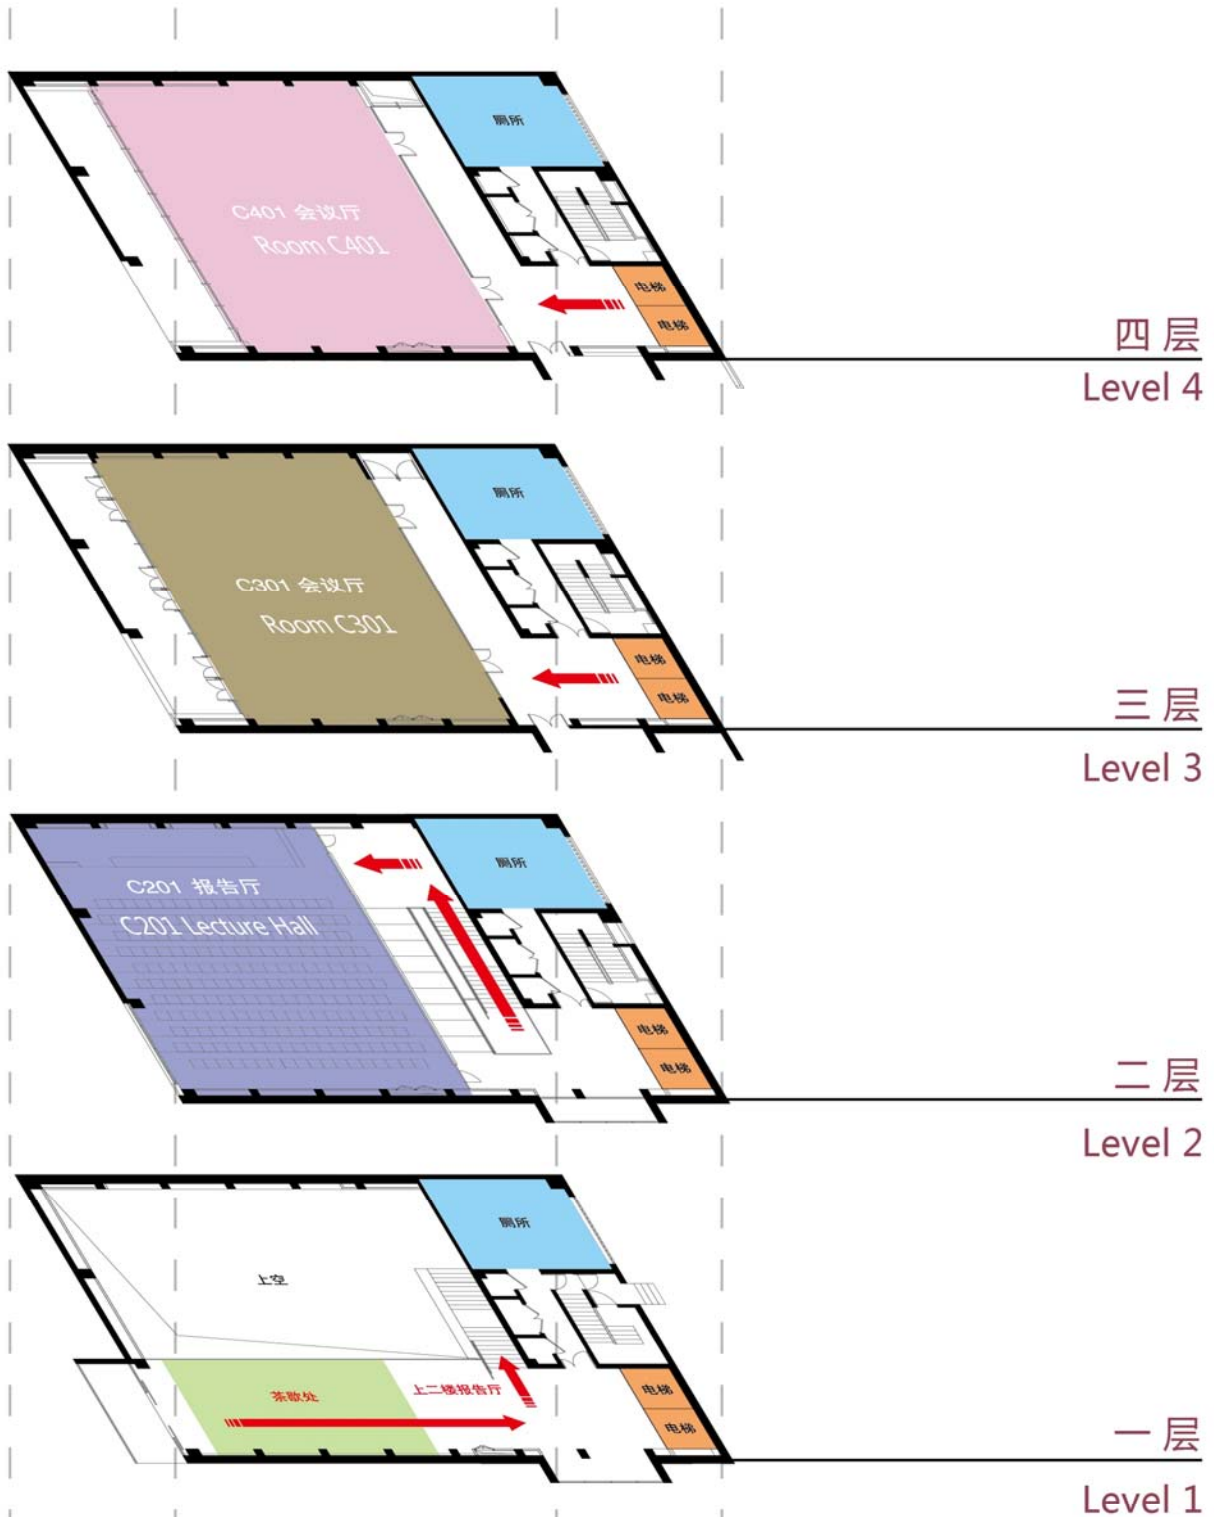 厕所
C401 会议厅
Room C401
电梯
电梯
四层
Level 4
厕所
C301 会议厅
Room C301
电梯
电梯
三层
Level 3
厕所
C201 报告厅
C201 Lecture Hall
电梯
电梯
二层
Level 2
厕所
上空
茶歇处
上二楼报告厅
电梯
电梯
一层
Level 1